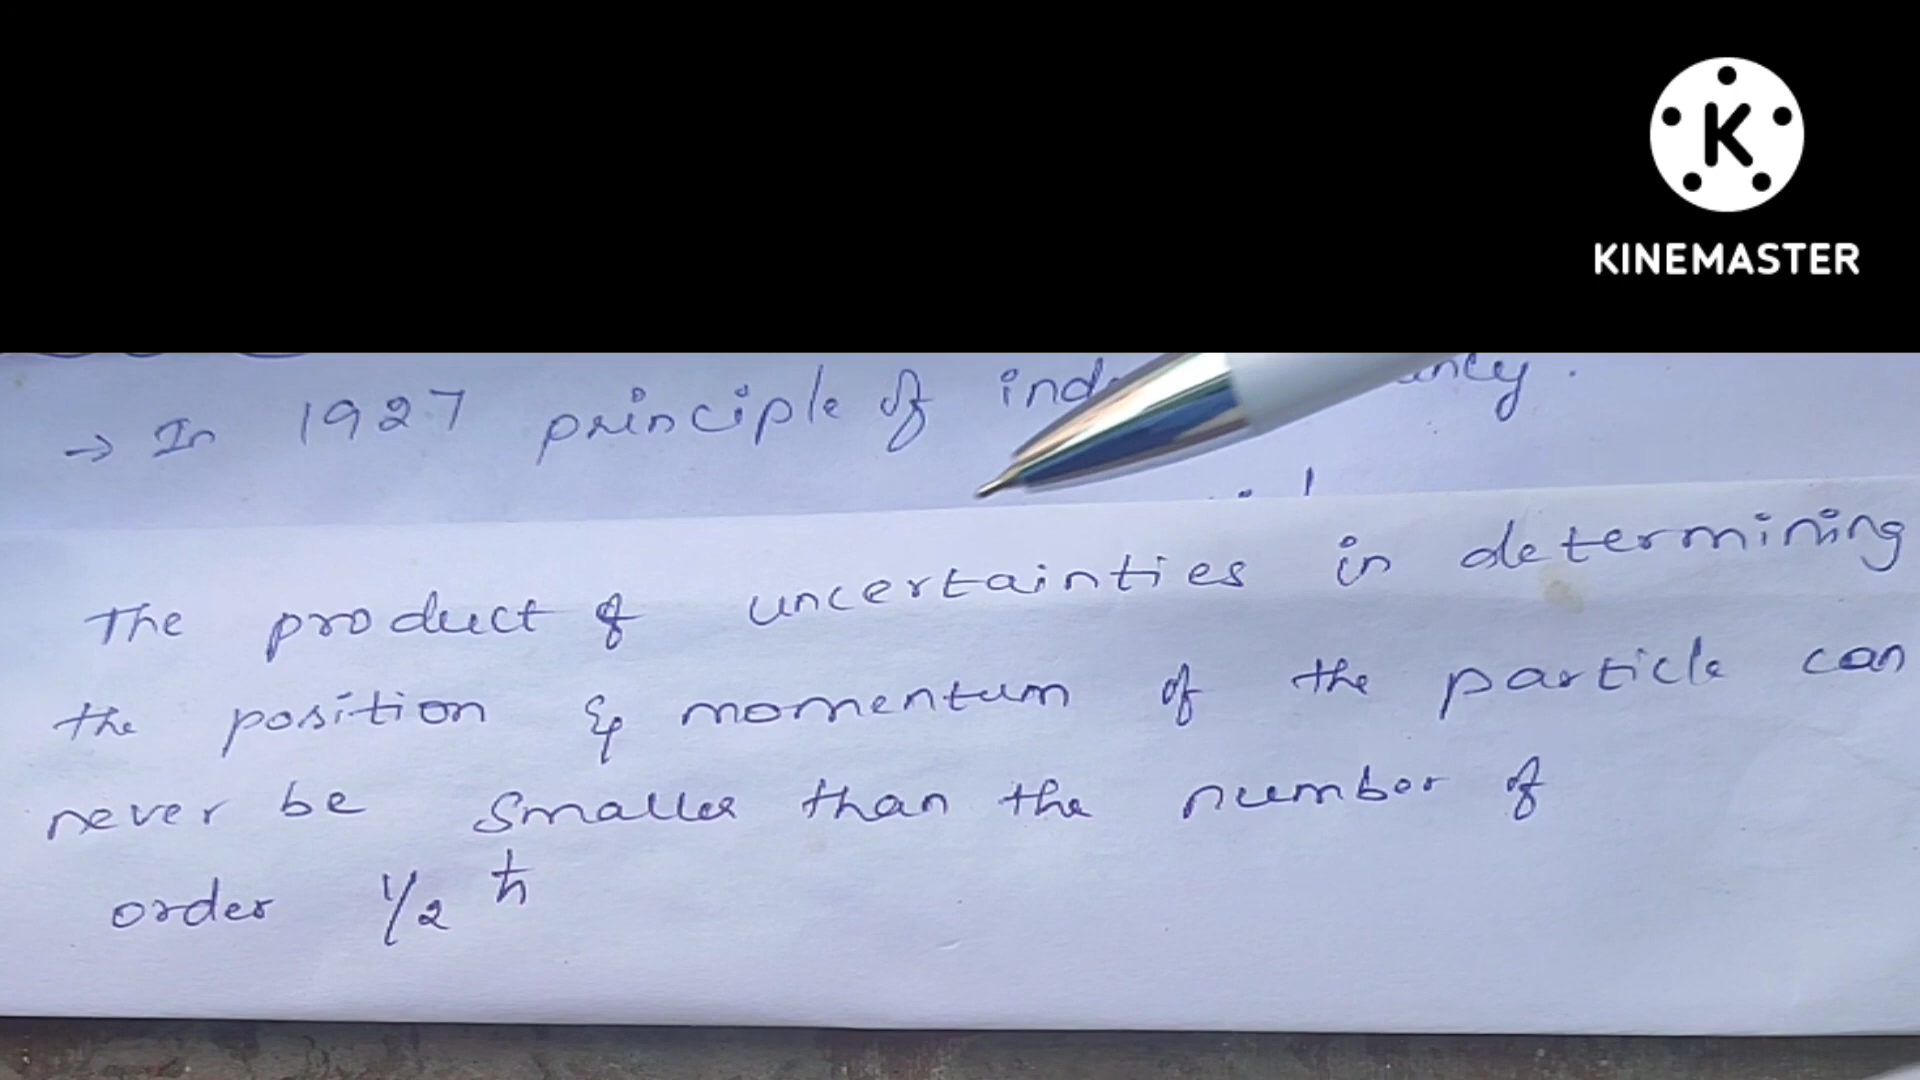 K
KINEMASTER
→ In 1927 principle of
The product of uncertainties in determining
the position & momentum of the particle can
never be smaller than the number of
order 1/2 ħ